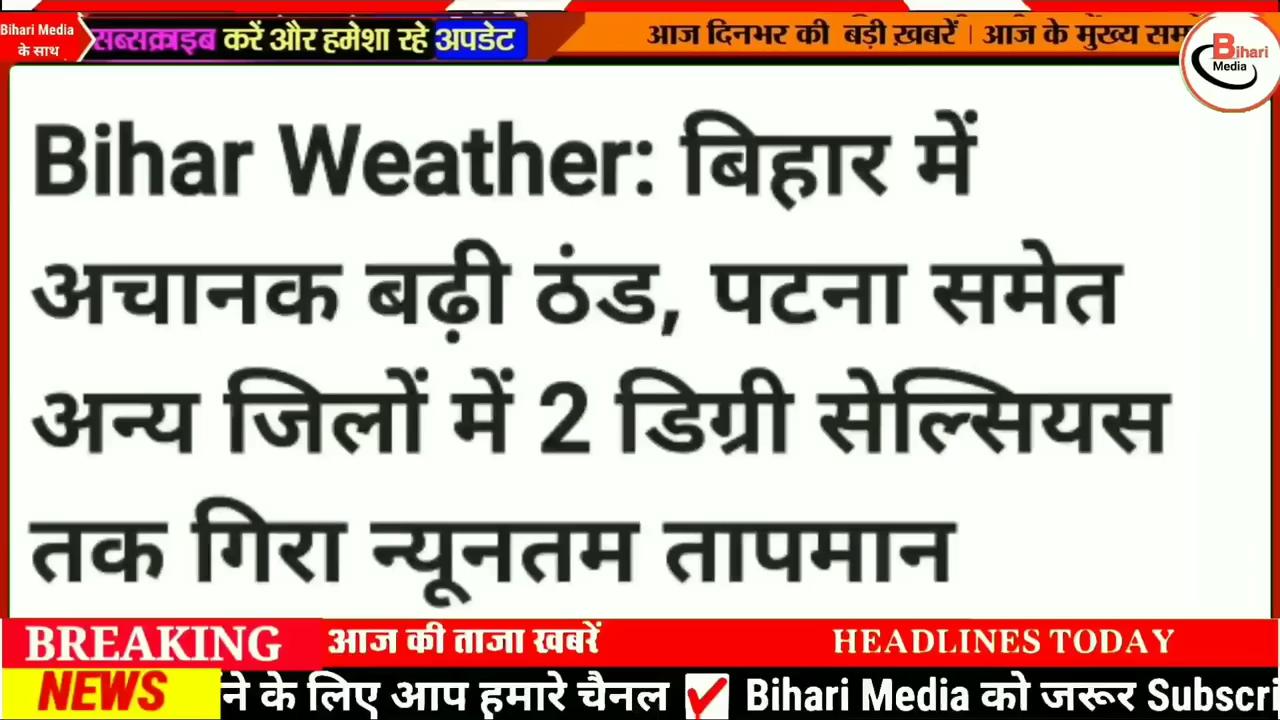 Bihari Media
के साथ
सब्सक्राइब करें और हमेशा रहे अपडेट
आज दिनभर की बड़ी ख़बरें | आज के मुख्य
Bihari
Media
Bihar Weather: बिहार में
अचानक बढ़ी ठंड, पटना समेत
अन्य जिलों में 2 डिग्री सेल्सियस
तक गिरा न्यूनतम तापमान
BREAKING
NEWS
आज की ताजा खबरें
HEADLINES TODAY
ने के लिए आप हमारे चैनल Bihari Media को जरूर Subscri